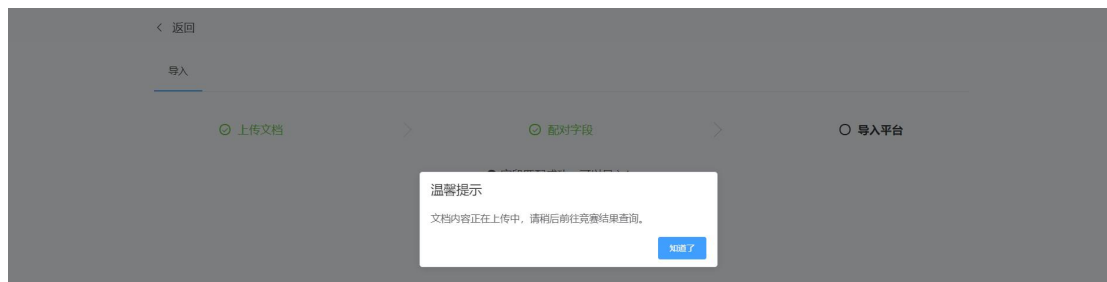 返回
导入
上传文档
配对字段
导入平台
温馨提示
文档内容正在上传中，请稍后前往竞赛结果查询。
知道了